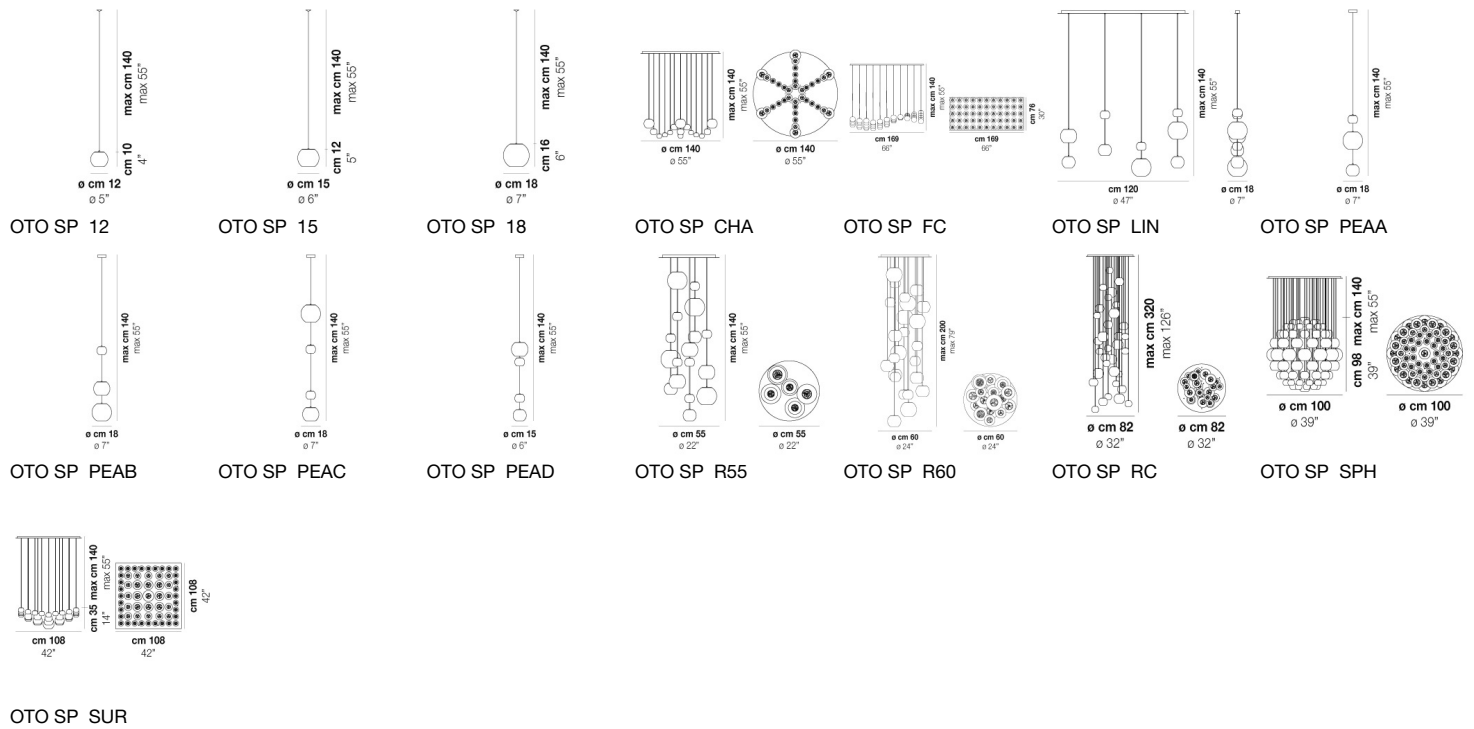 max cm 140
max 55"
cm 10
4"
ø cm 12
ø 5"
OTO SP 12
max cm 140
max 55"
cm 12
5"
ø cm 15
ø 6"
OTO SP 15
max cm 140
max 55"
cm 16
6"
ø cm 18
ø 7"
OTO SP 18
max cm 140
max 55"
ø cm 140
ø 55"
ø cm 140
ø 55"
OTO SP CHA
max cm 140
max 55"
cm 169
66"
cm 76
30"
cm 169
66"
OTO SP FC
max cm 140
max 55"
cm 120
ø 47"
ø cm 18
ø 7"
OTO SP LIN
max cm 140
max 55"
ø cm 18
ø 7"
OTO SP PEAA
max cm 140
max 55"
ø cm 18
ø 7"
OTO SP PEAB
max cm 140
max 55"
ø cm 18
ø 7"
OTO SP PEAC
max cm 140
max 55"
ø cm 15
ø 6"
OTO SP PEAD
max cm 140
max 55"
ø cm 55
ø 22"
ø cm 55
ø 22"
OTO SP R55
max cm 200
max 79"
ø cm 60
ø 24"
ø cm 60
ø 24"
OTO SP R60
max cm 320
max 126"
ø cm 82
ø 32"
ø cm 82
ø 32"
OTO SP RC
max cm 140
max 55"
cm 98
39"
ø cm 100
ø 39"
ø cm 100
ø 39"
OTO SP SPH
max cm 140
max 55"
cm 35
14"
cm 108
42"
cm 108
42"
cm 108
42"
OTO SP SUR